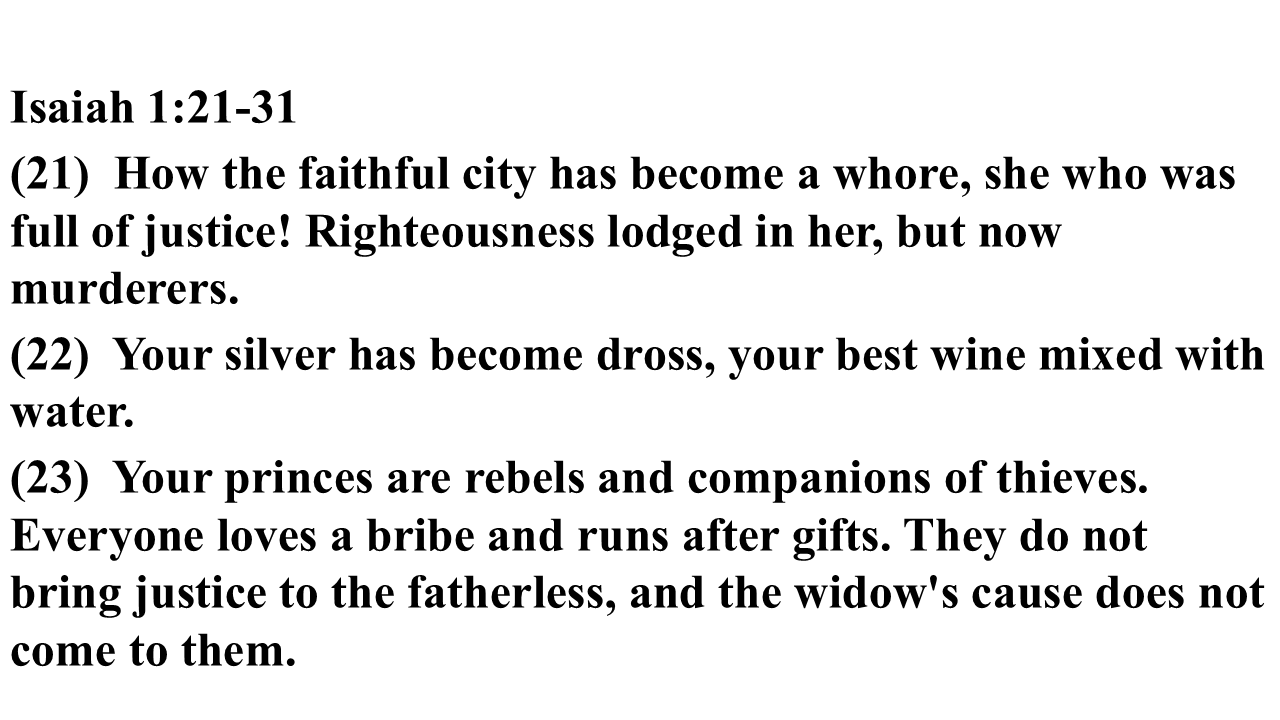 Isaiah 1:21-31
(21)  How the faithful city has become a whore, she who was
full of justice! Righteousness lodged in her, but now
murderers.
(22)  Your silver has become dross, your best wine mixed with
water.
(23)  Your princes are rebels and companions of thieves.
Everyone loves a bribe and runs after gifts. They do not
bring justice to the fatherless, and the widow's cause does not
come to them.